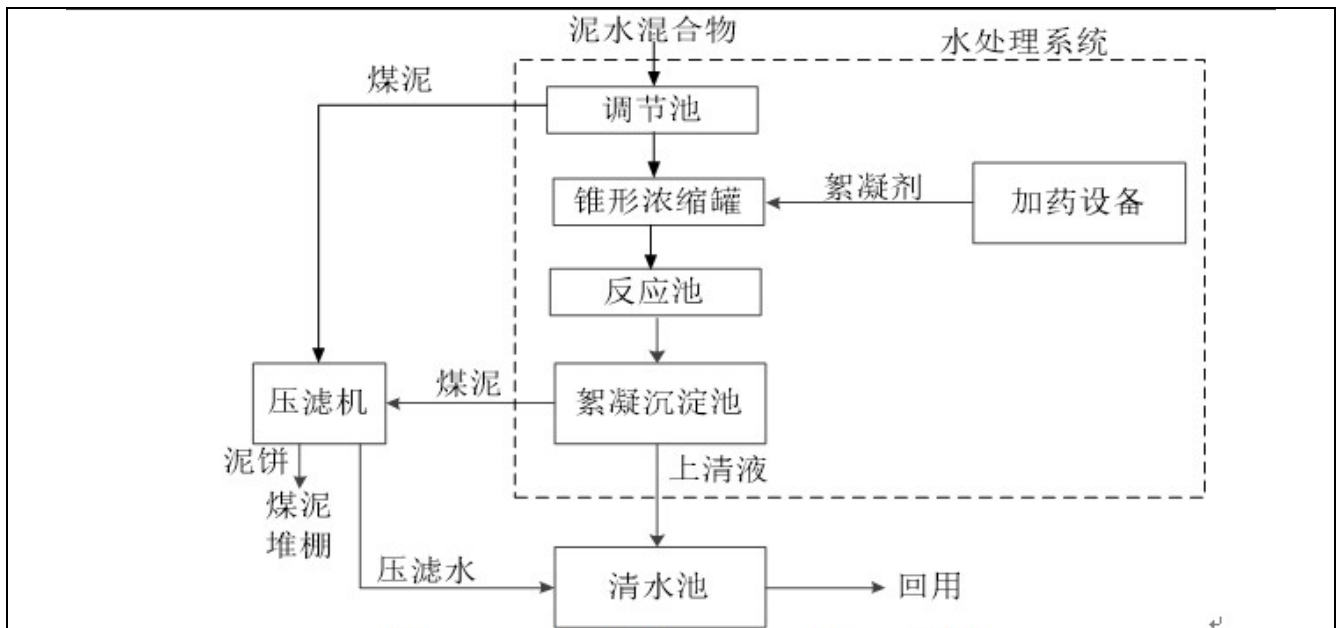 泥水混合物
水处理系统
煤泥
调节池
锥形浓缩罐
絮凝剂
加药设备
反应池
压滤机
煤泥
絮凝沉淀池
泥饼
上清液
煤泥
堆棚
压滤水
清水池
回用